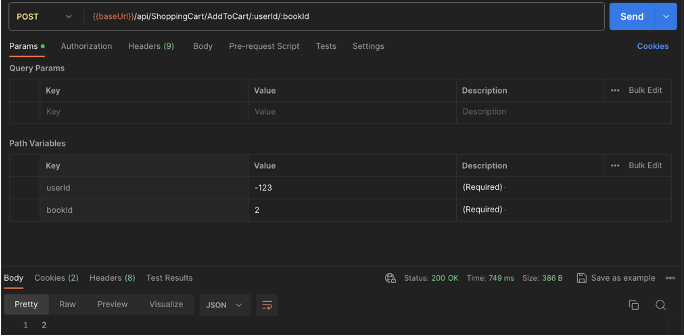 POST {{baseUrl}}/api/ShoppingCart/AddToCart/:userId/:bookId Send
Params Authorization Headers (9) Body Pre-request Script Tests Settings Cookies
Query Params
Key Value Description ••• Bulk Edit
Key Value Description
Path Variables
Key Value Description ••• Bulk Edit
userId -123 (Required)
bookId 2 (Required)
Body Cookies (2) Headers (8) Test Results Status: 200 OK Time: 749 ms Size: 386 B Save as example •••
Pretty Raw Preview Visualize JSON
1 2